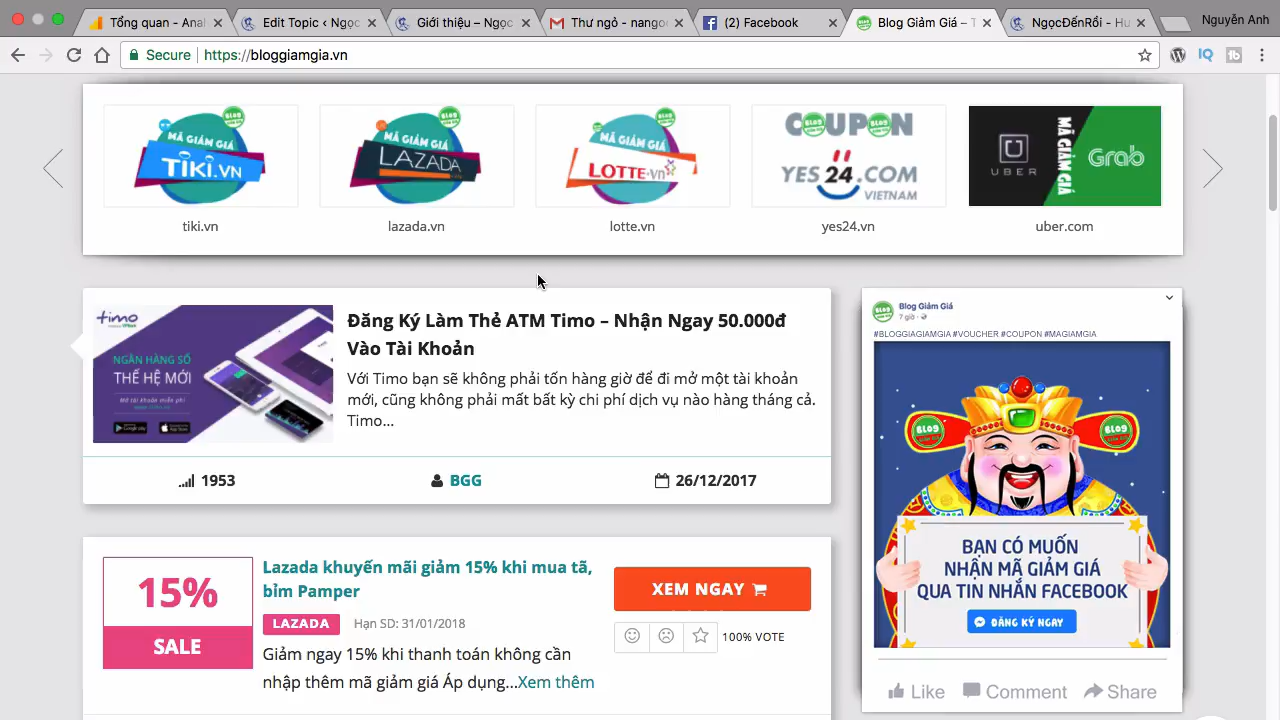 Tổng quan - Anal
Edit Topic ‹ Ngọc
Giới thiệu – Ngọc
Thư ngỏ - nangoc
(2) Facebook
Blog Giảm Giá – T
NgọcĐếnRồi - Hu
Nguyễn Anh
Secure
https://bloggiamgia.vn
MÃ GIẢM GIÁ
TIKI.VN
MÃ GIẢM GIÁ
LAZADA
MÃ GIẢM GIÁ
LOTTE.vn
COUPON
YES24.COM
VIETNAM
UBER
MÃ GIẢM GIÁ
Grab
tiki.vn
lazada.vn
lotte.vn
yes24.vn
uber.com
timo
NGÂN HÀNG SỐ
THẾ HỆ MỚI
Đăng Ký Làm Thẻ ATM Timo – Nhận Ngay 50.000đ
Vào Tài Khoản
Với Timo bạn sẽ không phải tốn hàng giờ để đi mở một tài khoản
mới, cũng không phải mất bất kỳ chi phí dịch vụ nào hàng tháng cả.
Timo...
1953
BGG
26/12/2017
15%
SALE
Lazada khuyến mãi giảm 15% khi mua tã,
bỉm Pamper
LAZADA
Hạn SD: 31/01/2018
Giảm ngay 15% khi thanh toán không cần
nhập thêm mã giảm giá Áp dụng...Xem thêm
XEM NGAY
100% VOTE
Blog Giảm Giá
7 giờ
#BLOGGIAGIAMGIA #VOUCHER #COUPON #MAGIAMGIA
BLOG
BLOG
BẠN CÓ MUỐN
NHẬN MÃ GIẢM GIÁ
QUA TIN NHẮN FACEBOOK
ĐĂNG KÝ NGAY
Like
Comment
Share